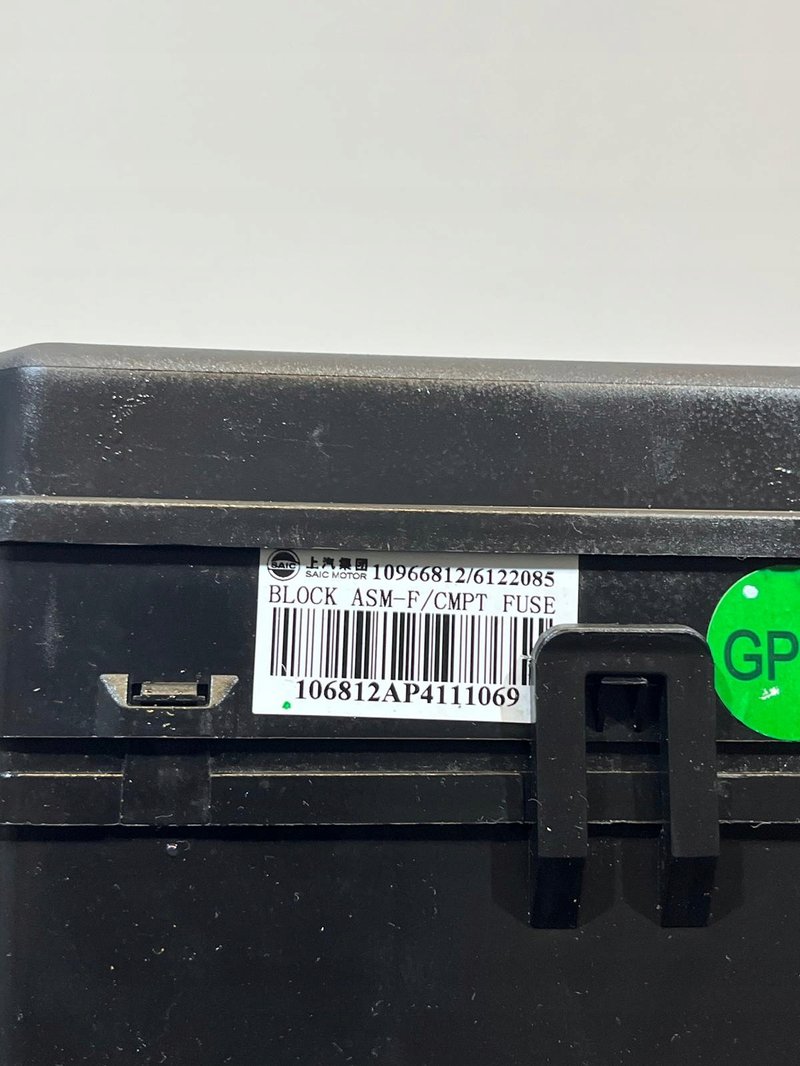 SAIC 上汽集团
SAIC MOTOR 10966812/6122085
BLOCK ASM-F/CMPT FUSE
106812AP4111069
GP